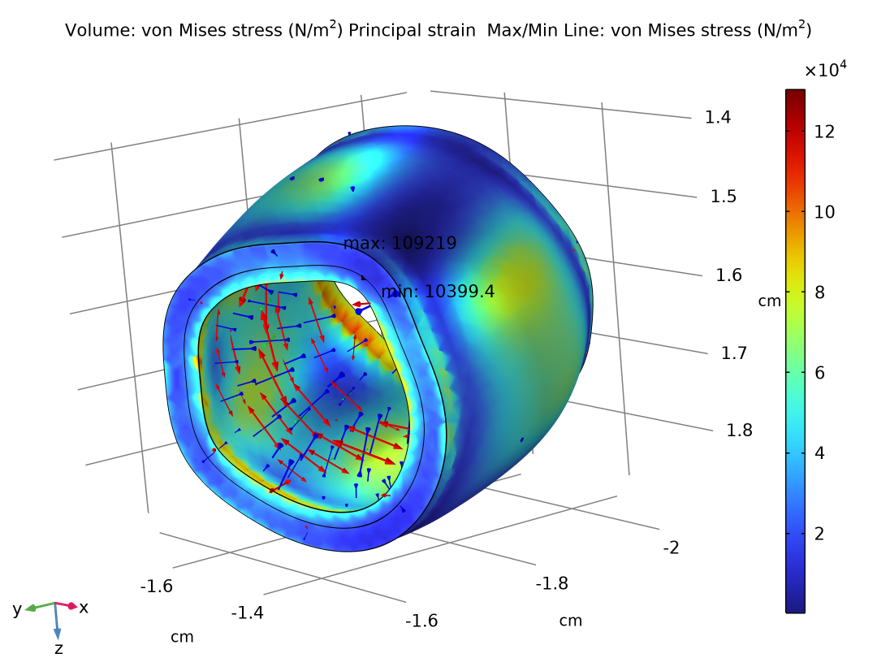 Volume: von Mises stress (N/m²) Principal strain  Max/Min Line: von Mises stress (N/m²)
×10⁴
1.4
12
1.5
10
max: 109219
1.6
min: 10399.4
cm
8
1.7
6
1.8
4
2
-2
-1.6
-1.8
-1.4
-1.6
cm
cm
y
x
z